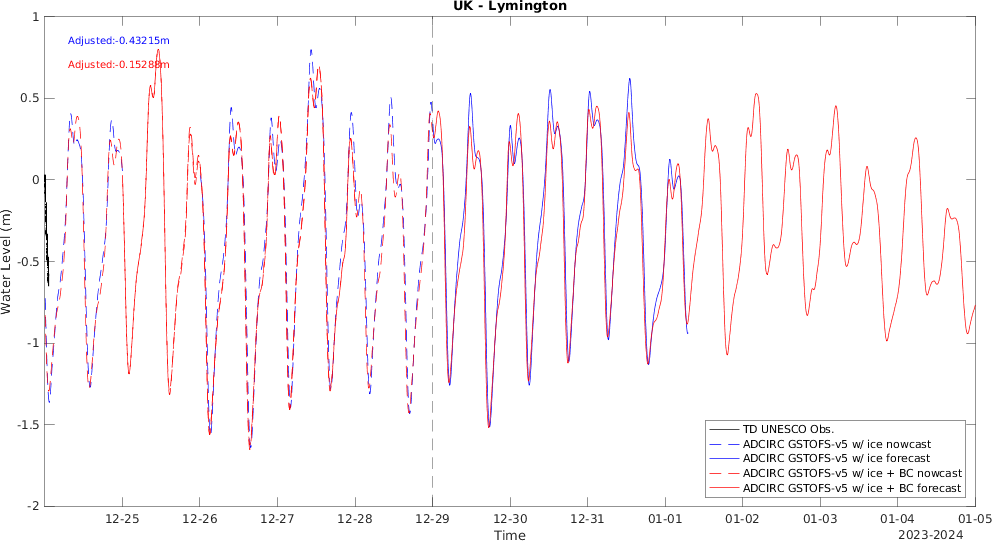 UK - Lymington
Adjusted:-0.43215m
Adjusted:-0.15288m
Water Level (m)
1
0.5
0
-0.5
-1
-1.5
-2
TD UNESCO Obs.
ADCIRC GSTOFS-v5 w/ ice nowcast
ADCIRC GSTOFS-v5 w/ ice forecast
ADCIRC GSTOFS-v5 w/ ice + BC nowcast
ADCIRC GSTOFS-v5 w/ ice + BC forecast
12-25 12-26 12-27 12-28 12-29 12-30 12-31 01-01 01-02 01-03 01-04 01-05
Time
2023-2024